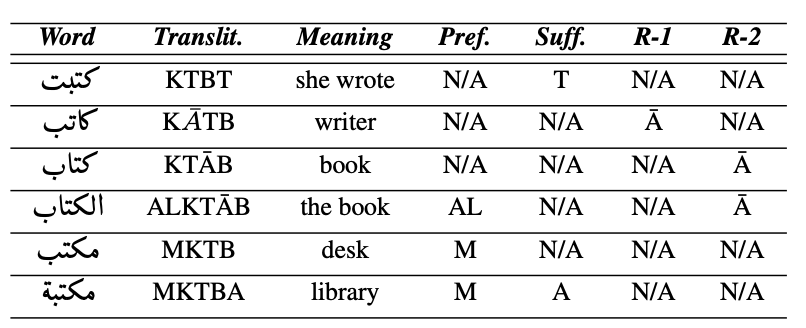 Word Translit. Meaning Pref. Suff. R-1 R-2
كتبت KTBT she wrote N/A T N/A N/A
كاتب KĀTB writer N/A N/A Ā N/A
كتاب KTĀB book N/A N/A N/A Ā
الكتاب ALKTĀB the book AL N/A N/A Ā
مكتب MKTB desk M N/A N/A N/A
مكتبة MKTBA library M A N/A N/A